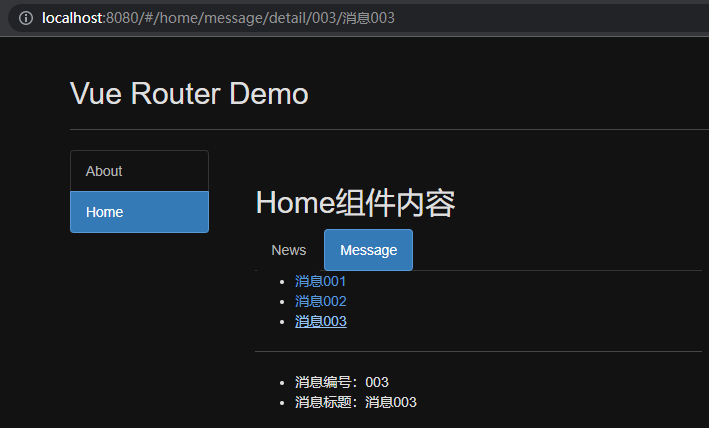 localhost:8080/#/home/message/detail/003/消息003
Vue Router Demo
About
Home
Home组件内容
News Message
消息001
消息002
消息003
消息编号：003
消息标题：消息003